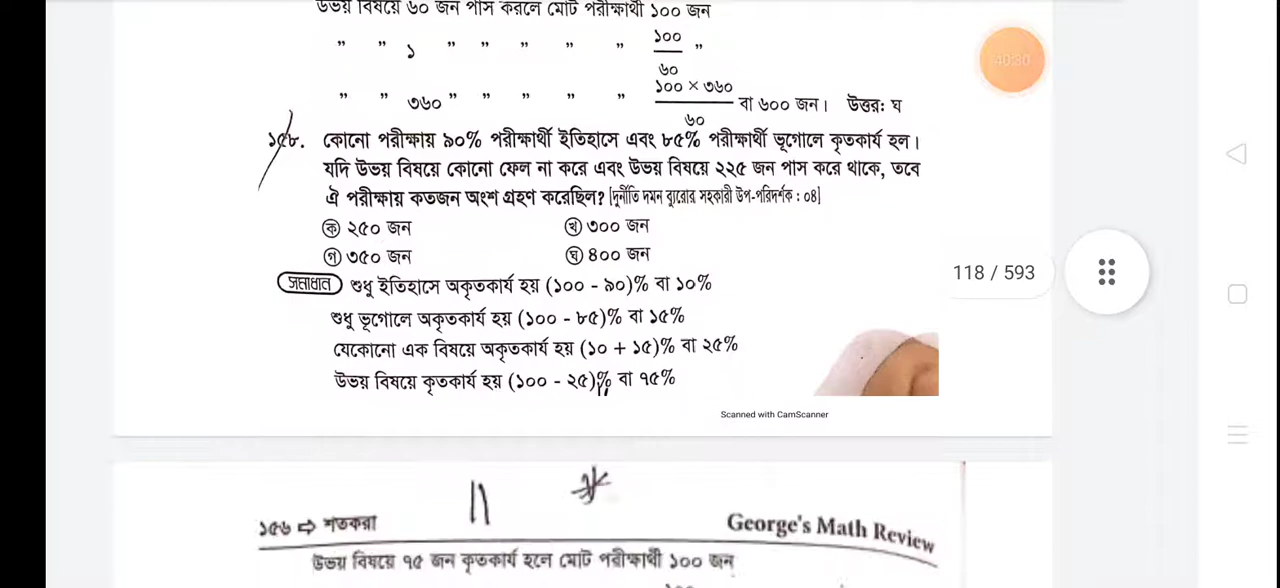 উভয় বিষয়ে ৬০ জন পাস করলে মোট পরীক্ষার্থী ১০০ জন
" " ১ " " " " " ১০০/৬০ "
" " ৩৬০ " " " " " ১০০ × ৩৬০/৬০ বা ৬০০ জন। উত্তর: ঘ
১৫৮. কোনো পরীক্ষায় ৯০% পরীক্ষার্থী ইতিহাসে এবং ৮৫% পরীক্ষার্থী ভূগোলে কৃতকার্য হল।
যদি উভয় বিষয়ে কোনো ফেল না করে এবং উভয় বিষয়ে ২২৫ জন পাস করে থাকে, তবে
ঐ পরীক্ষায় কতজন অংশ গ্রহণ করেছিল? [দুর্নীতি দমন ব্যুরোর সহকারী উপ-পরিদর্শক : ০৪]
ক ২৫০ জন খ ৩০০ জন
গ ৩৫০ জন ঘ ৪০০ জন
সমাধান শুধু ইতিহাসে অকৃতকার্য হয় (১০০ - ৯০)% বা ১০%
শুধু ভূগোলে অকৃতকার্য হয় (১০০ - ৮৫)% বা ১৫%
যেকোনো এক বিষয়ে অকৃতকার্য হয় (১০ + ১৫)% বা ২৫%
উভয় বিষয়ে কৃতকার্য হয় (১০০ - ২৫)% বা ৭৫%
Scanned with CamScanner
40:30
118 / 593
১৫৬ ⇨ শতকরা George's Math Review
উভয় বিষয়ে ৭৫ জন কৃতকার্য হলে মোট পরীক্ষার্থী ১০০ জন